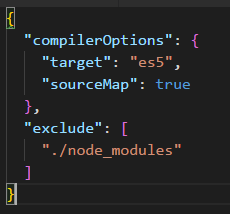 {
  "compilerOptions": {
    "target": "es5",
    "sourceMap": true
  },
  "exclude": [
    "./node_modules"
  ]
}